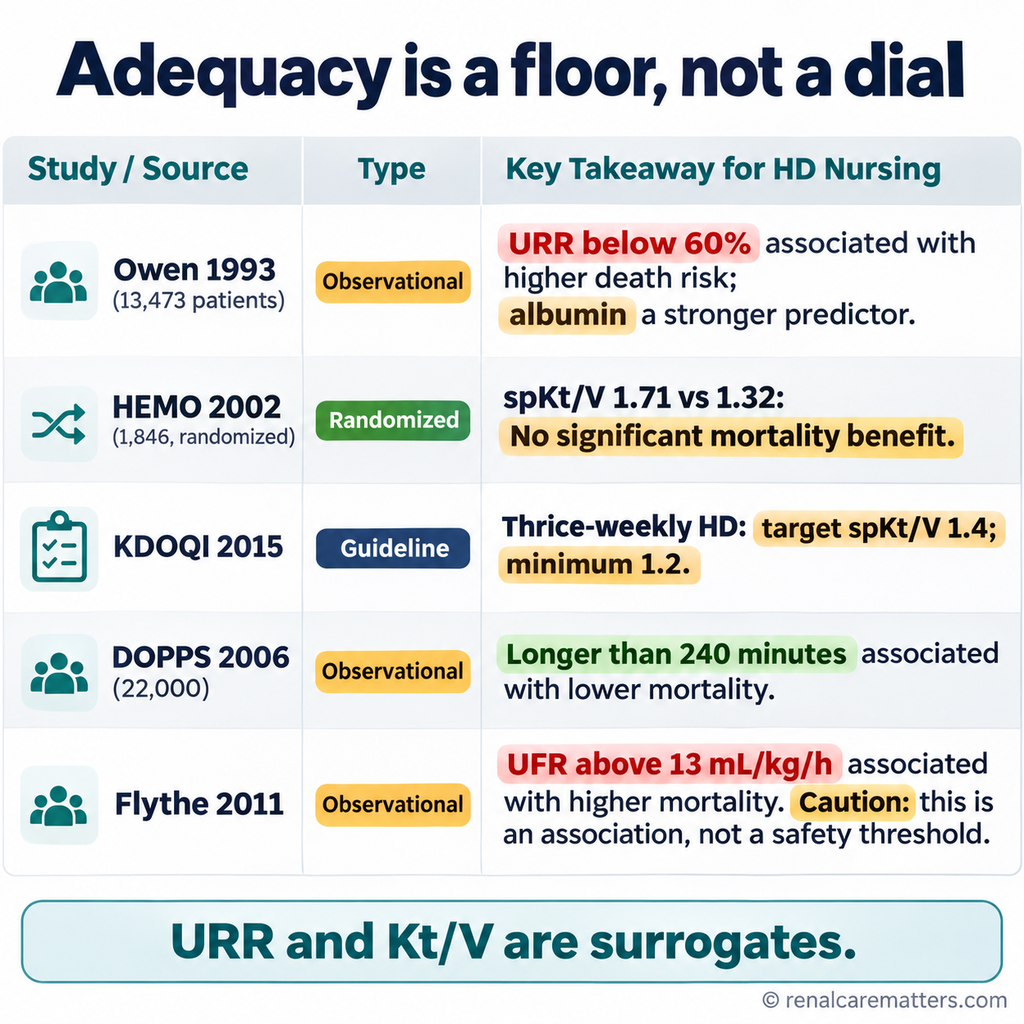 Adequacy is a floor, not a dial
Study / Source
Type
Key Takeaway for HD Nursing
Owen 1993
(13,473 patients)
Observational
URR below 60% associated with
higher death risk;
albumin a stronger predictor.
HEMO 2002
(1,846, randomized)
Randomized
spKt/V 1.71 vs 1.32:
No significant mortality benefit.
KDOQI 2015
Guideline
Thrice-weekly HD: target spKt/V 1.4;
minimum 1.2.
DOPPS 2006
(22,000)
Observational
Longer than 240 minutes associated
with lower mortality.
Flythe 2011
Observational
UFR above 13 mL/kg/h associated
with higher mortality. Caution: this is
an association, not a safety threshold.
URR and Kt/V are surrogates.
© renalcarematters.com